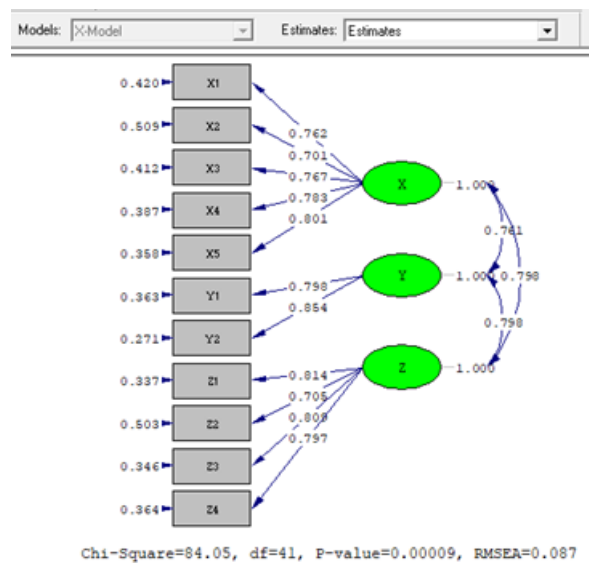 Models: X-Model Estimates: Estimates
0.420 X1
0.509 X2
0.762
0.701
0.412 X3
0.767
X 1.000
0.387 X4
0.783
0.801
0.761
0.358 X5
0.363 Y1
0.798
Y 1.000 0.798
0.854
0.271 Y2
0.798
0.337 Z1
0.814
Z 1.000
0.705
0.503 Z2
0.809
0.797
0.346 Z3
0.364 Z4
Chi-Square=84.05, df=41, P-value=0.00009, RMSEA=0.087